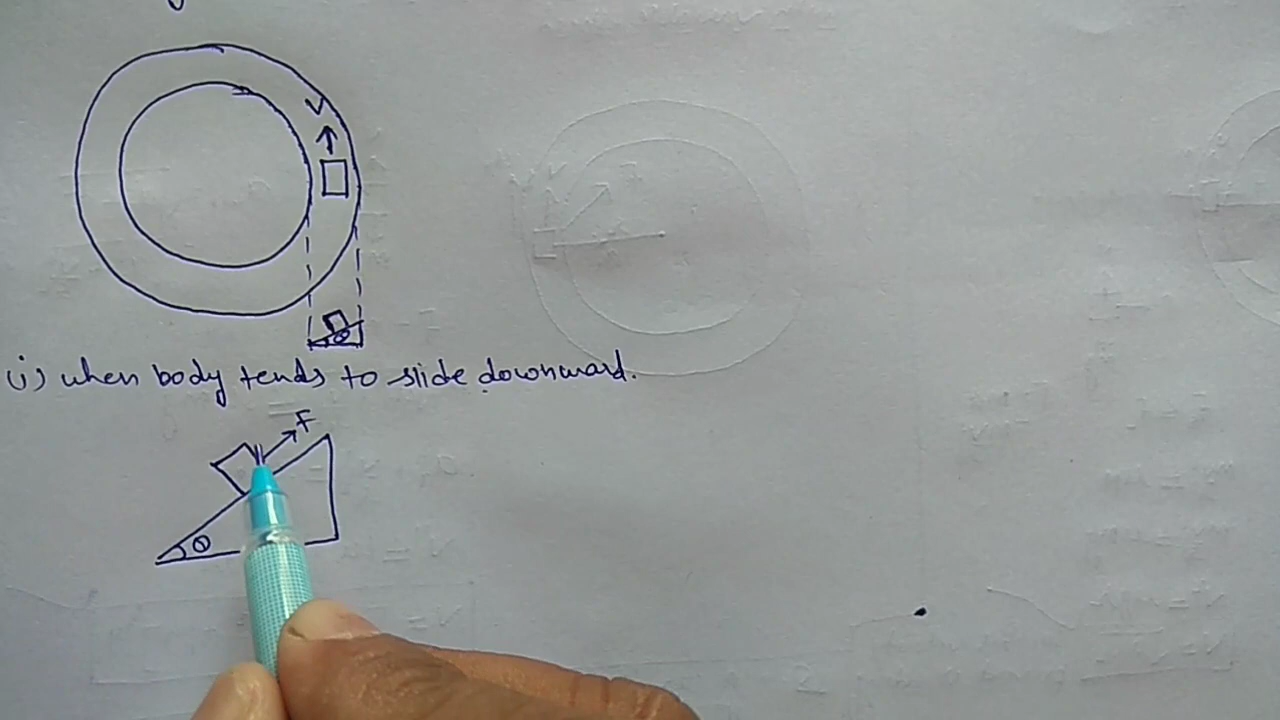 V
θ
(i) when body tends to slide downward.
F
θ